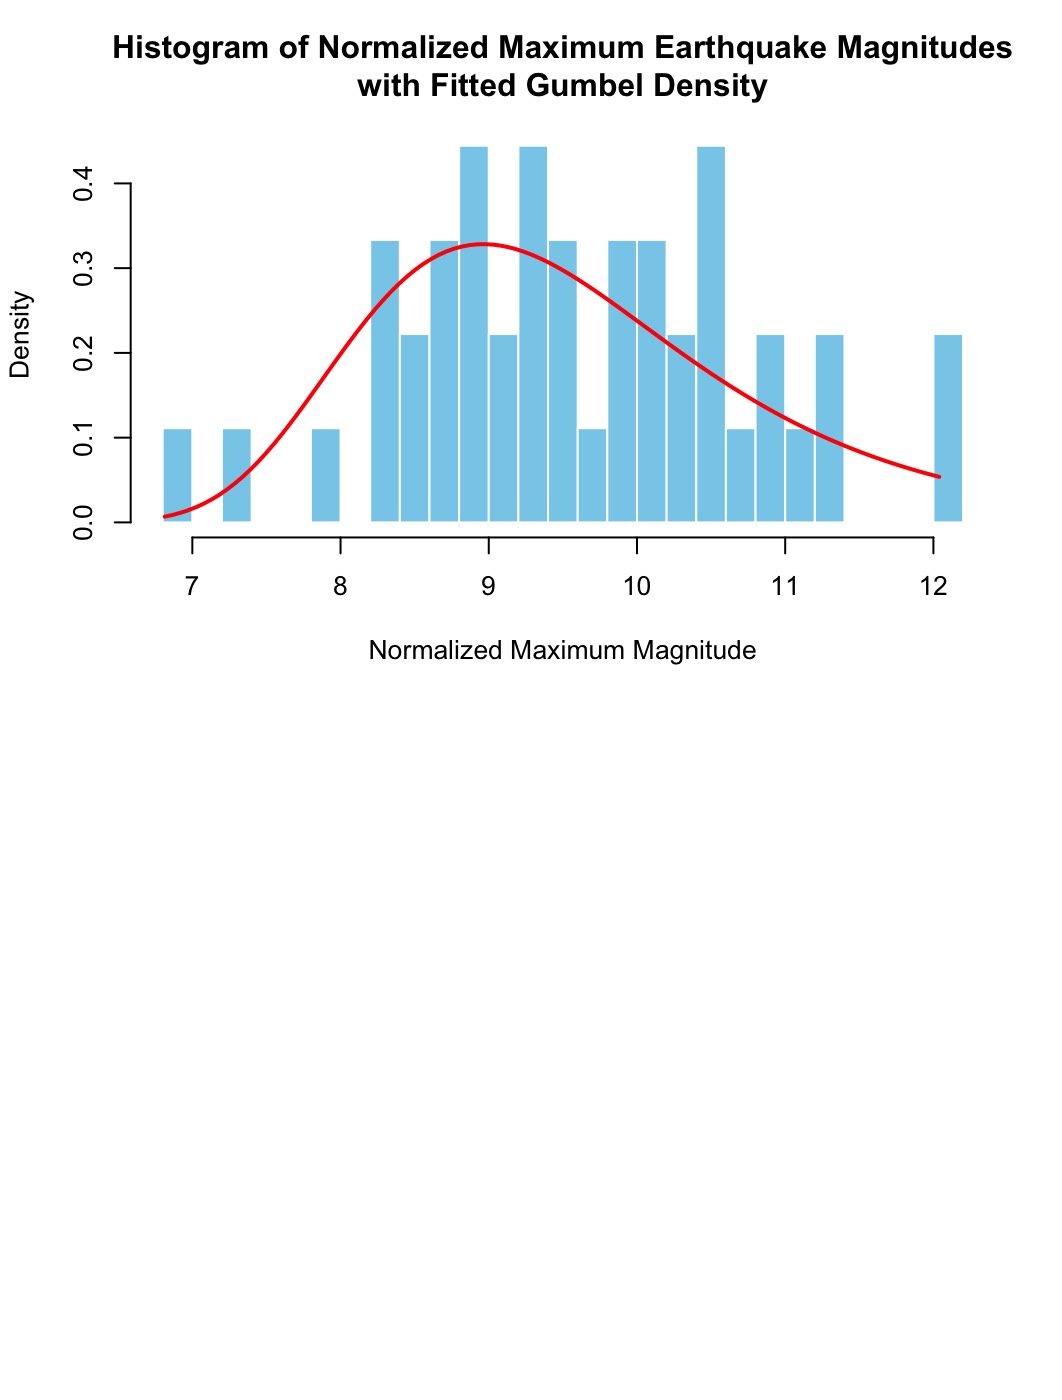 Histogram of Normalized Maximum Earthquake Magnitudes
with Fitted Gumbel Density
Density
0.4
0.3
0.2
0.1
0.0
7 8 9 10 11 12
Normalized Maximum Magnitude